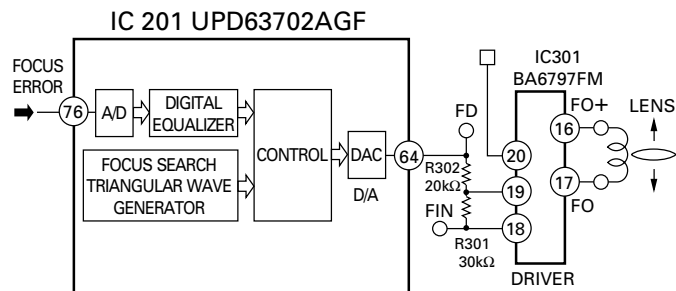 IC 201 UPD63702AGF
FOCUS
ERROR
76
A/D
DIGITAL
EQUALIZER
FOCUS SEARCH
TRIANGULAR WAVE
GENERATOR
CONTROL
DAC
D/A
64
FD
R302
20kΩ
FIN
R301
30kΩ
IC301
BA6797FM
20
19
18
16
17
FO+
FO
LENS
DRIVER